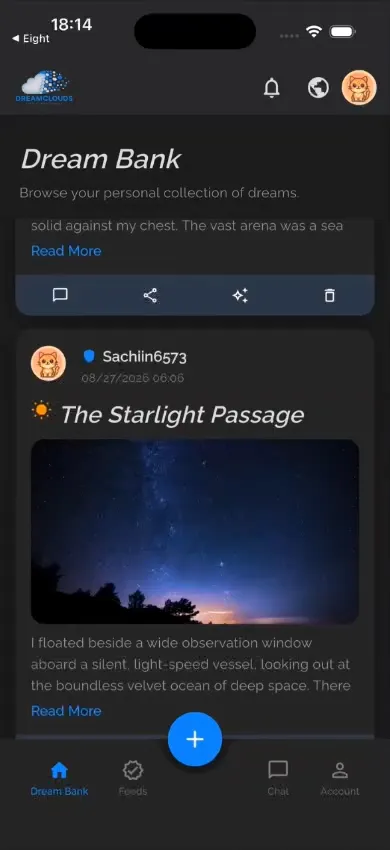 18:14
◀ Eight
DREAMCLOUDS
Dream Bank
Browse your personal collection of dreams.
solid against my chest. The vast arena was a sea
Read More
Sachiin6573
08/27/2025 06:06
The Starlight Passage
I floated beside a wide observation window
aboard a silent, light-speed vessel, looking out at
the boundless velvet ocean of deep space. There
Read More
Dream Bank
Feeds
Chat
Account